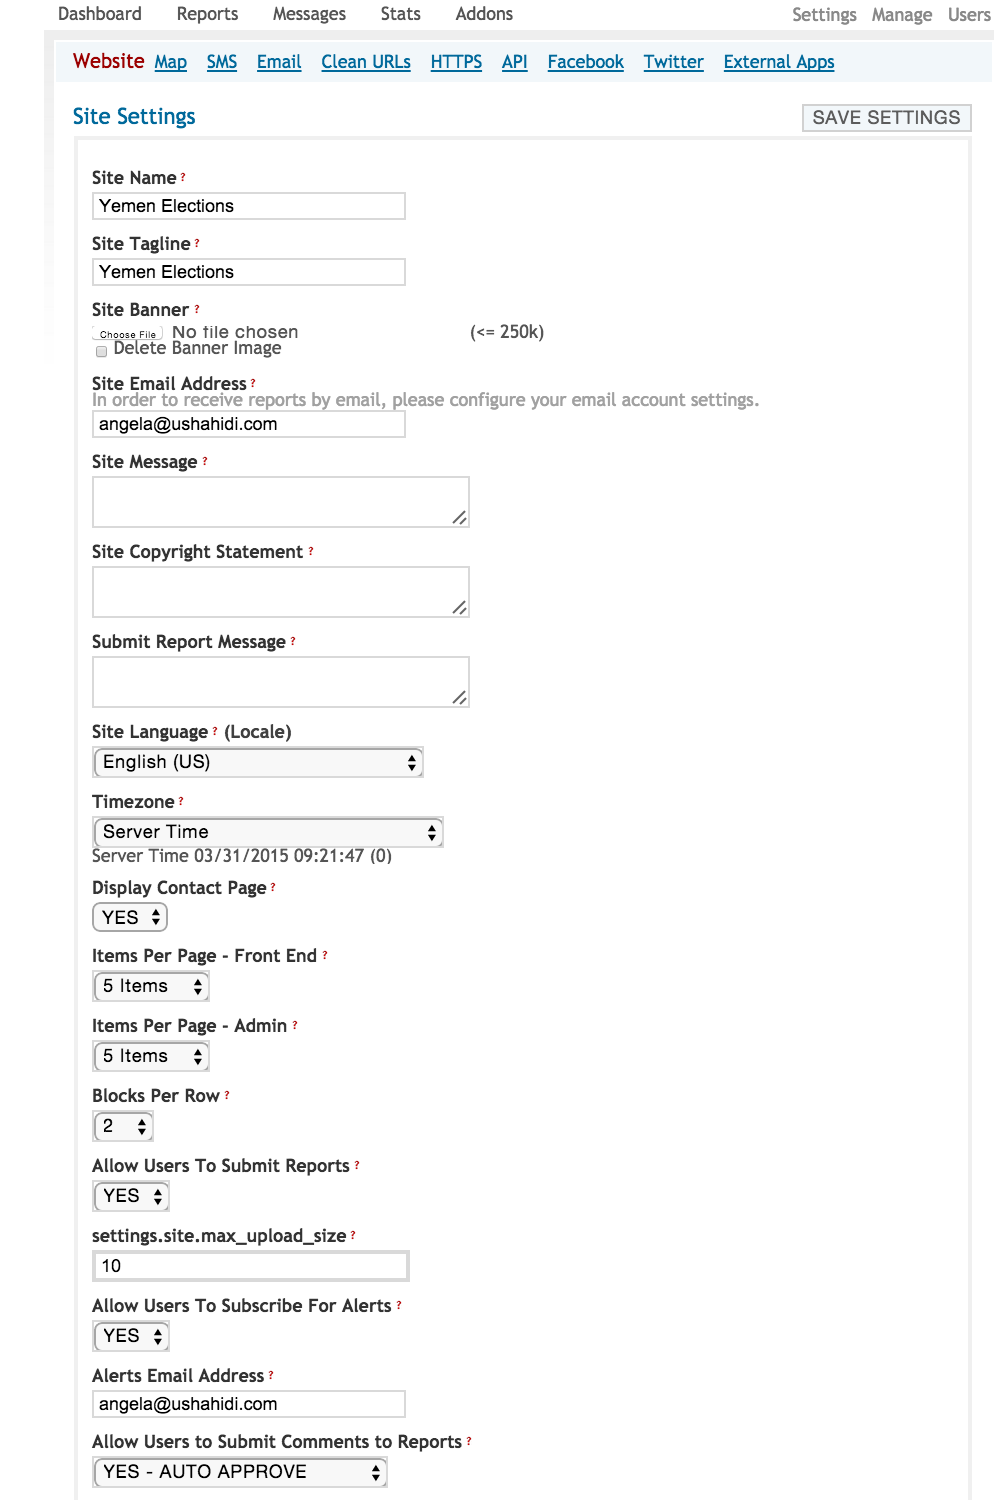 Dashboard Reports Messages Stats Addons Settings Manage Users
Website Map SMS Email Clean URLs HTTPS API Facebook Twitter External Apps
Site Settings SAVE SETTINGS
Site Name ?
Yemen Elections
Site Tagline ?
Yemen Elections
Site Banner ?
Choose File No file chosen (<= 250k)
Delete Banner Image
Site Email Address ?
In order to receive reports by email, please configure your email account settings.
angela@ushahidi.com
Site Message ?
Site Copyright Statement ?
Submit Report Message ?
Site Language ? (Locale)
English (US)
Timezone ?
Server Time
Server Time 03/31/2015 09:21:47 (0)
Display Contact Page ?
YES
Items Per Page - Front End ?
5 Items
Items Per Page - Admin ?
5 Items
Blocks Per Row ?
2
Allow Users To Submit Reports ?
YES
settings.site.max_upload_size ?
10
Allow Users To Subscribe For Alerts ?
YES
Alerts Email Address ?
angela@ushahidi.com
Allow Users to Submit Comments to Reports ?
YES - AUTO APPROVE